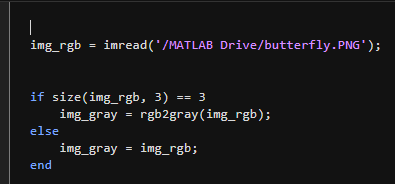 img_rgb = imread('/MATLAB Drive/butterfly.PNG');
if size(img_rgb, 3) == 3
    img_gray = rgb2gray(img_rgb);
else
    img_gray = img_rgb;
end